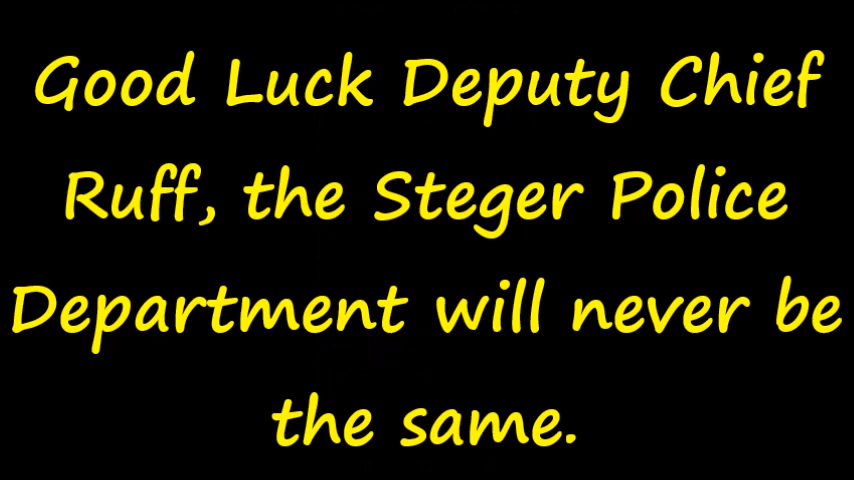 Good Luck Deputy Chief
Ruff, the Steger Police
Department will never be
the same.